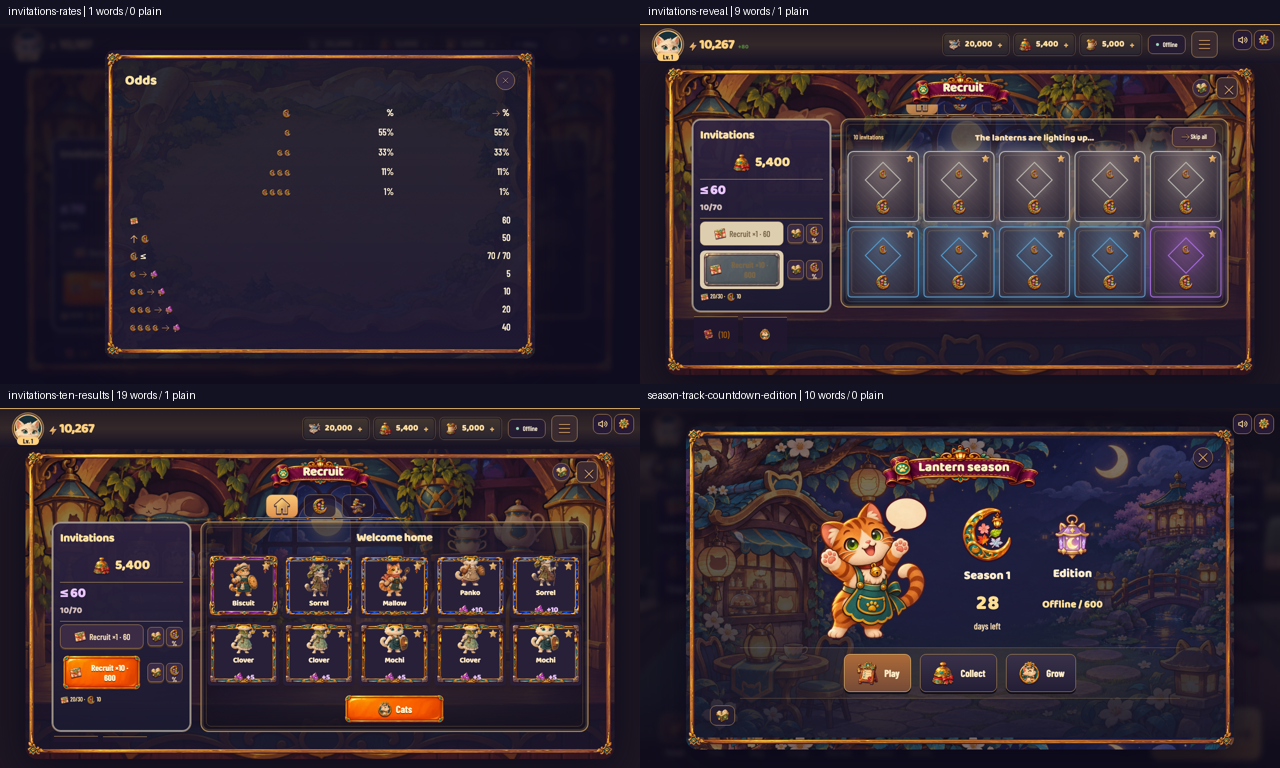 invitations-rates | 1 words / 0 plain
Odds
% → %
55% 55%
33% 33%
11% 11%
1% 1%
60
↑ 50
≤ 70 / 70
→ 5
→ 10
→ 20
→ 40
invitations-reveal | 9 words / 1 plain
Lv.1
10,267 +60
20,000 +
5,400 +
5,000 +
Offline
Recruit
Invitations
5,400
≤ 60
10/70
Recruit ×1 · 60
%
Recruit ×10 ·
600
%
20/30 · 10
(10)
10 Invitations
The lanterns are lighting up...
→ Skip all
invitations-ten-results | 19 words / 1 plain
Lv.1
10,267
20,000 +
5,400 +
5,000 +
Offline
Recruit
Invitations
5,400
≤ 60
10/70
Recruit ×1 · 60
%
Recruit ×10 ·
600
%
20/30 · 10
Welcome home
Biscuit
Sorrel
Mallow
Panko
+10
Sorrel
+10
Clover
+5
Clover
+5
Mochi
+5
Clover
+5
Mochi
+5
Cats
season-track-countdown-edition | 10 words / 0 plain
Lantern season
Season 1
28
days left
Edition
Offline / 600
Play
Collect
Grow